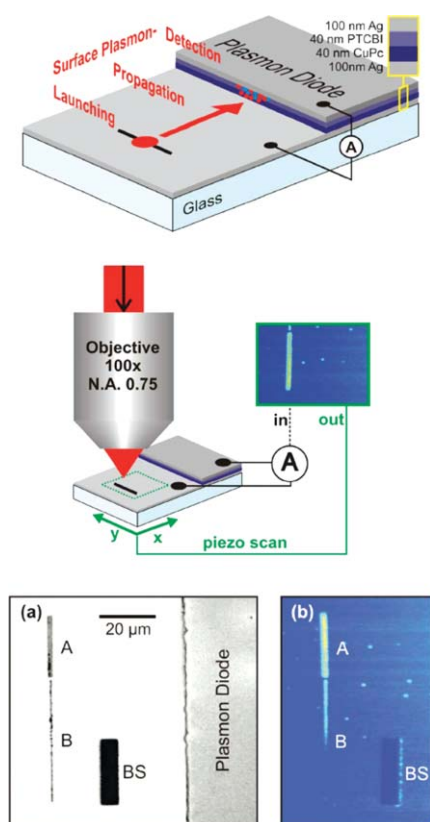 100 nm Ag
40 nm PTCBI
40 nm CuPc
100nm Ag
Surface Plasmon-
Launching
Propagation
Detection
Plasmon Diode
A
Glass
Objective
100x
N.A. 0.75
in
out
A
y
x
piezo scan
(a)
20 µm
A
B
BS
Plasmon Diode
(b)
A
B
BS